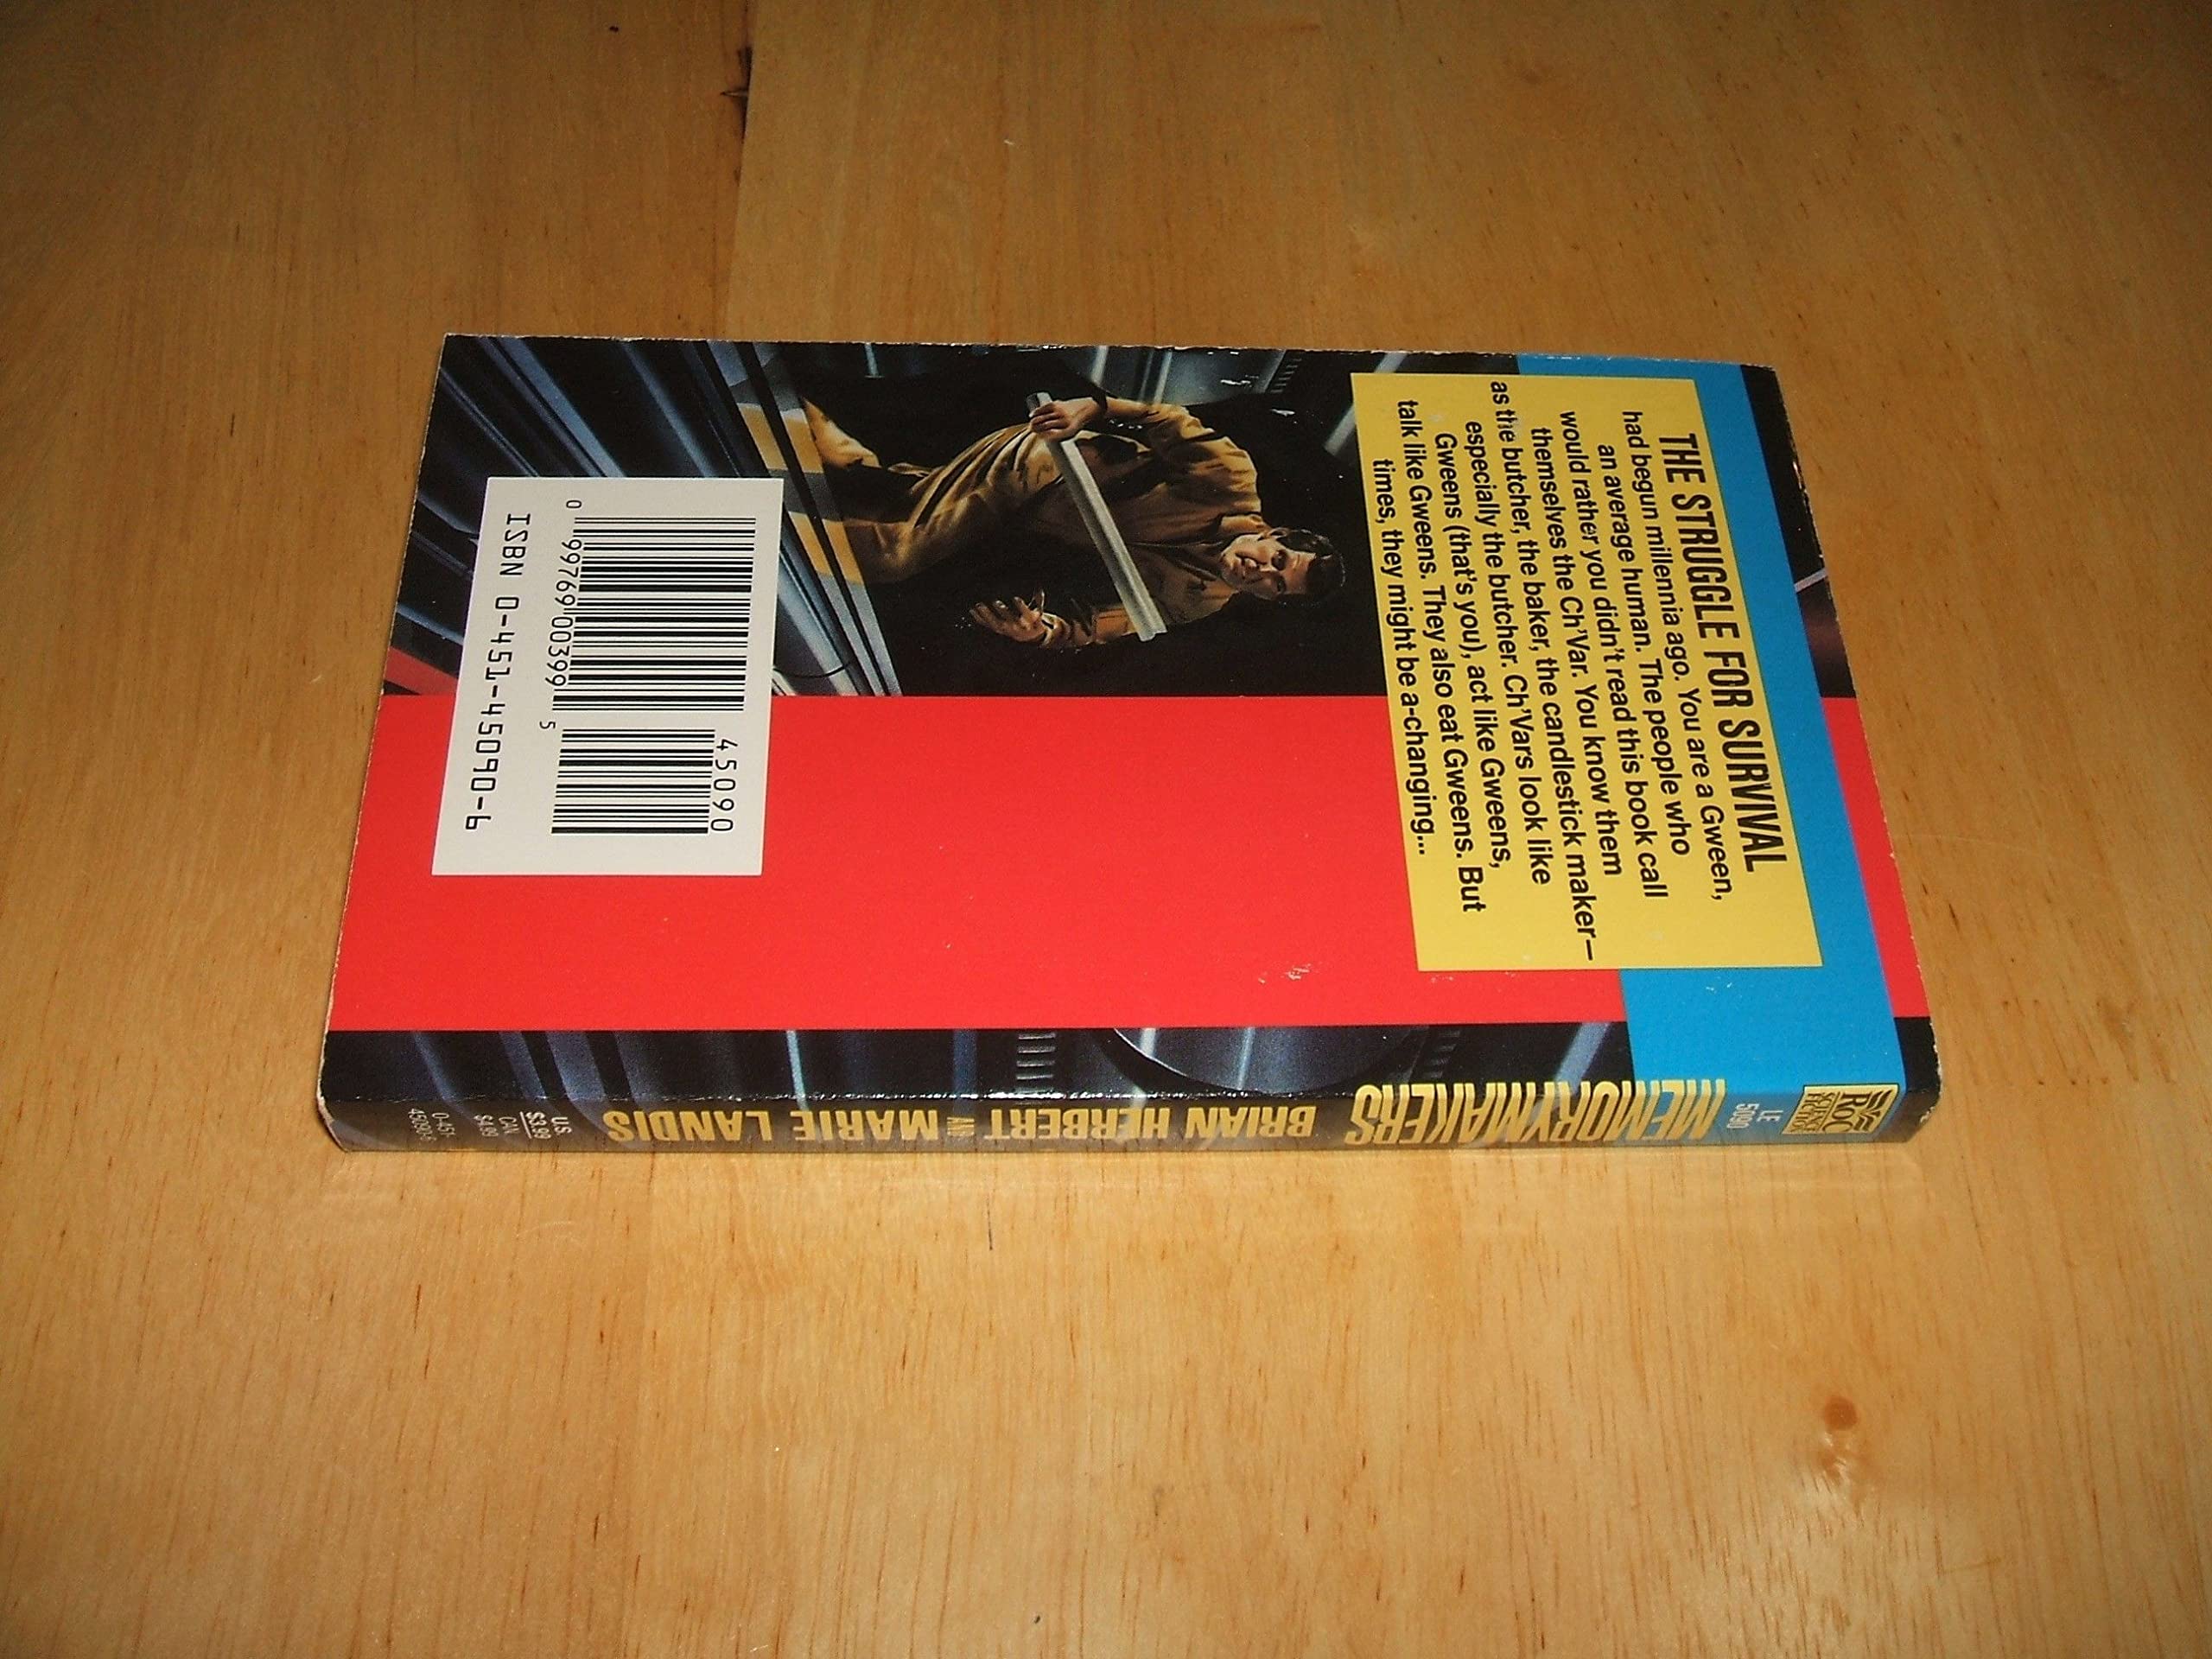 THE STRUGGLE FOR SURVIVAL
had begun millennia ago. You are a Gween,
an average human. The people who
would rather you didn't read this book call
themselves the Ch'Var. You know them
as the butcher, the baker, the candlestick maker—
especially the butcher. Ch'Vars look like
Gweens (that's you), act like Gweens,
talk like Gweens. They also eat Gweens. But
times, they might be a-changing...
45090
0 99769 00399 5
ISBN 0-451-45090-6
ROC
SCIENCE
FICTION
LE
5090
MEMORYMAKERS
BRIAN HERBERT AND MARIE LANDIS
U.S.
$3.99
CAN.
$4.99
0-451-
45090-6